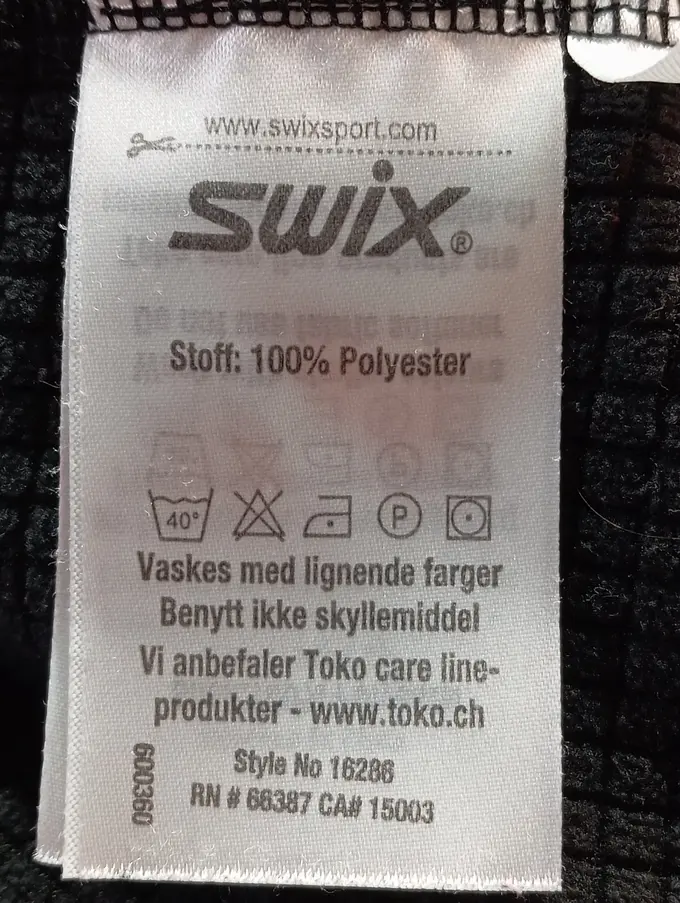 www.swixsport.com
swix®
Stoff: 100% Polyester
40° P
Vaskes med lignende farger
Benytt ikke skyllemiddel
Vi anbefaler Toko care line-
produkter - www.toko.ch
Style No 16286
RN # 66387 CA# 15003
600360